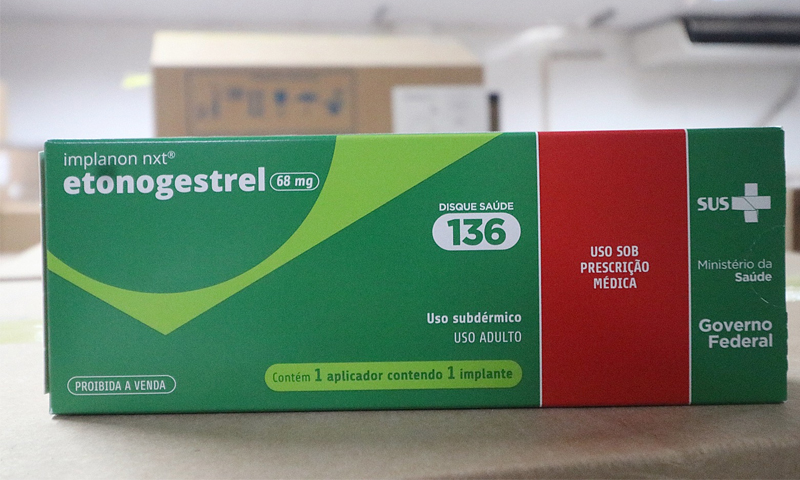 implanon nxt®
etonogestrel 68 mg
DISQUE SAÚDE
136
Uso subdérmico
USO ADULTO
Contém 1 aplicador contendo 1 implante
PROIBIDA A VENDA
USO SOB
PRESCRIÇÃO
MÉDICA
SUS
Ministério da
Saúde
Governo
Federal